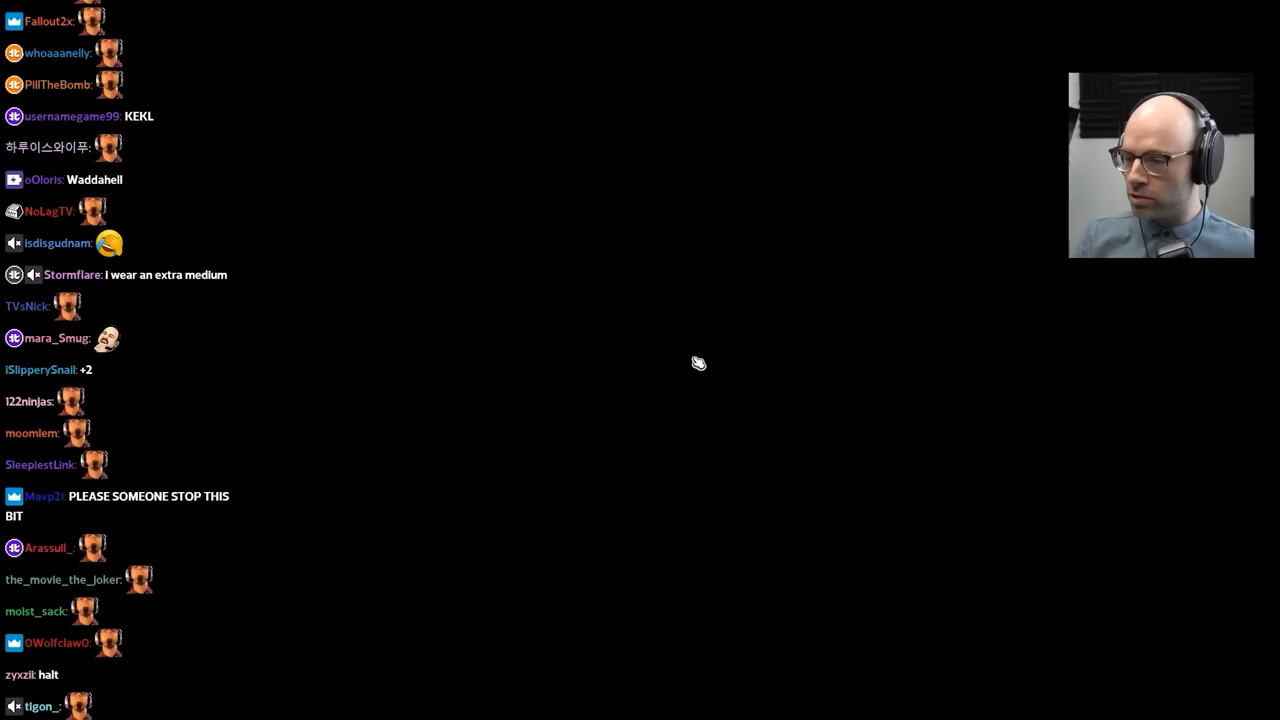 Fallout2x:
whoaaanelly:
PillTheBomb:
usernamegame99: KEKL
하루이스와이푸:
oOloris: Waddahell
NoLagTV:
isdisgudnam:
Stormflare: i wear an extra medium
TVsNick:
mara_Smug:
iSlipperySnail: +2
122ninjas:
moomlem:
SleepiestLink:
Mavp21: PLEASE SOMEONE STOP THIS
BIT
Arassuil_:
the_movie_the_joker:
moist_sack:
0Wolfclaw0:
zyxzil: halt
tigon_: